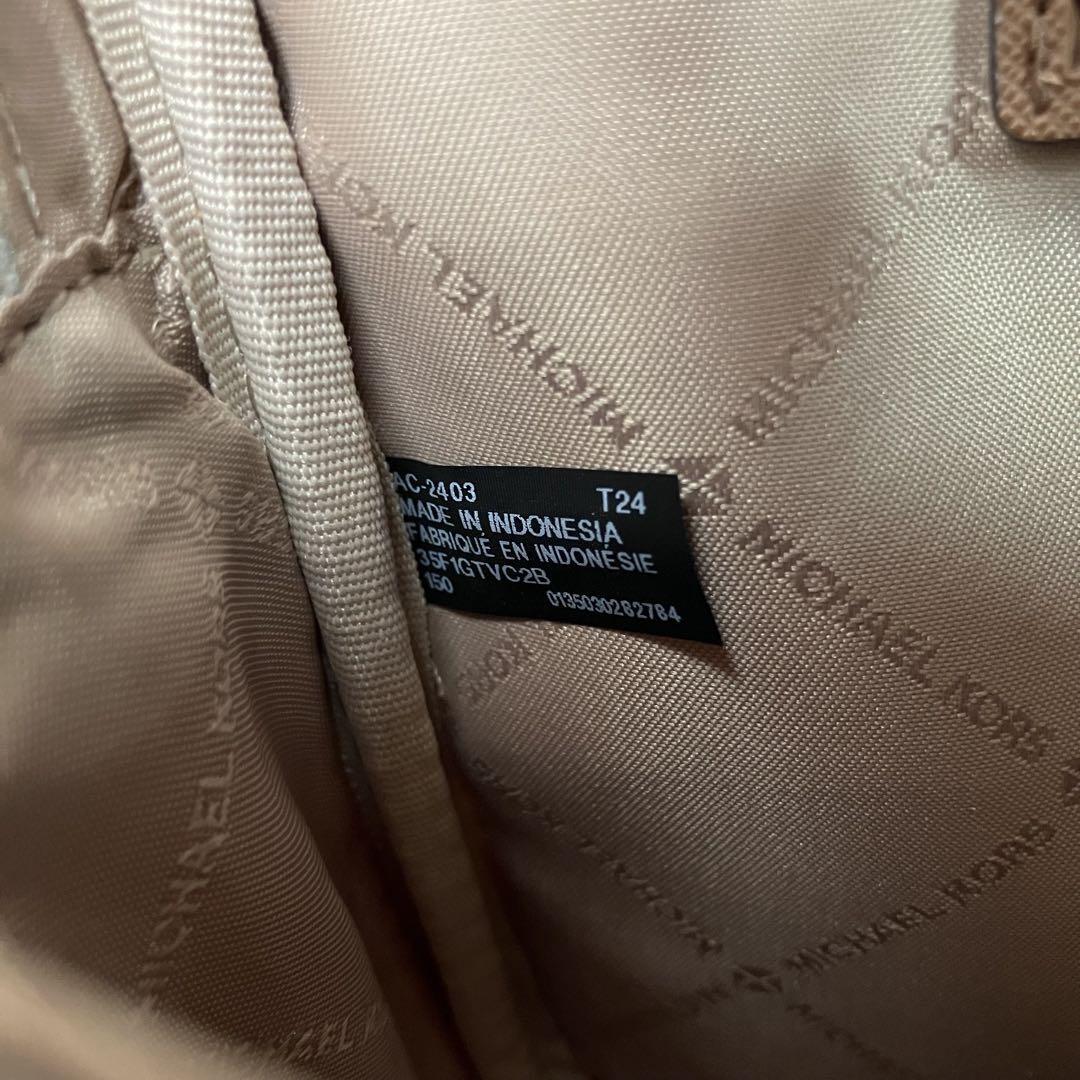 AC-2403 T24
MADE IN INDONESIA
FABRIQUÉ EN INDONÉSIE
35F1GTVC2B
150 0135030282784
MICHAEL KORS
MICHAEL
MICHAEL KORS
MICHAEL KORS
MICHAEL